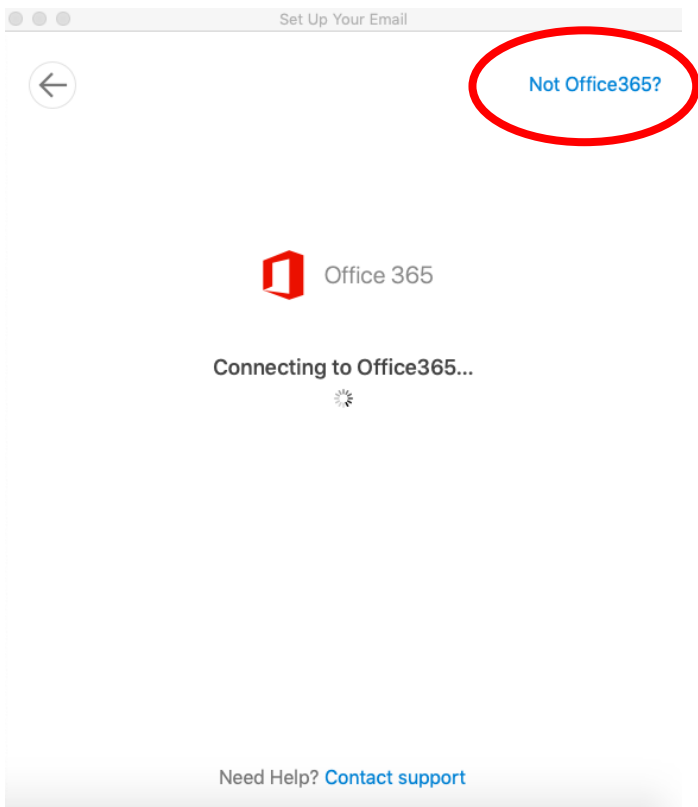 Set Up Your Email
Not Office365?
Office 365
Connecting to Office365...
Need Help? Contact support